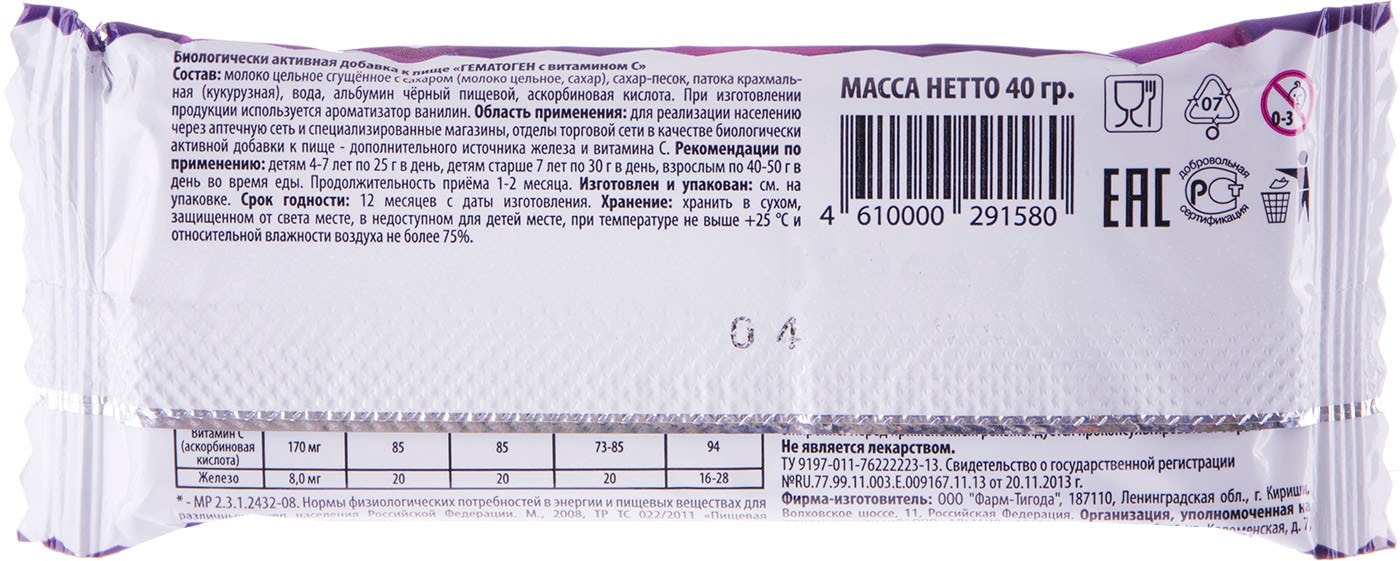 Биологически активная добавка к пище «ГЕМАТОГЕН с витамином С»
Состав: молоко цельное сгущённое с сахаром (молоко цельное, сахар), сахар-песок, патока крахмаль-
ная (кукурузная), вода, альбумин чёрный пищевой, аскорбиновая кислота. При изготовлении
продукции используется ароматизатор ванилин. Область применения: для реализации населению
через аптечную сеть и специализированные магазины, отделы торговой сети в качестве биологически
активной добавки к пище - дополнительного источника железа и витамина С. Рекомендации по
применению: детям 4-7 лет по 25 г в день, детям старше 7 лет по 30 г в день, взрослым по 40-50 г в
день во время еды. Продолжительность приёма 1-2 месяца. Изготовлен и упакован: см. на
упаковке. Срок годности: 12 месяцев с даты изготовления. Хранение: хранить в сухом,
защищенном от света месте, в недоступном для детей месте, при температуре не выше +25 °С и
относительной влажности воздуха не более 75%.
МАССА НЕТТО 40 гр.
4 610000 291580
07
0-3
ЕАС
добровольная
РСТ
сертификация
04
Витамин С
(аскорбиновая
кислота) 170 мг 85 85 73-85 94
Железо 8,0 мг 20 20 20 16-28
* - МР 2.3.1.2432-08. Нормы физиологических потребностей в энергии и пищевых веществах для
населения Российской Федерации. М., 2008, ТР ТС 022/2011 «Пищевая
Не является лекарством.
ТУ 9197-011-76222223-13. Свидетельство о государственной регистрации
№RU.77.99.11.003.Е.009167.11.13 от 20.11.2013 г.
Фирма-изготовитель: ООО "Фарм-Тигода", 187110, Ленинградская обл., г. Кириши,
Волховское шоссе, 11, Российская Федерация. Организация, уполномоченная на
Коломенская, д. 7,